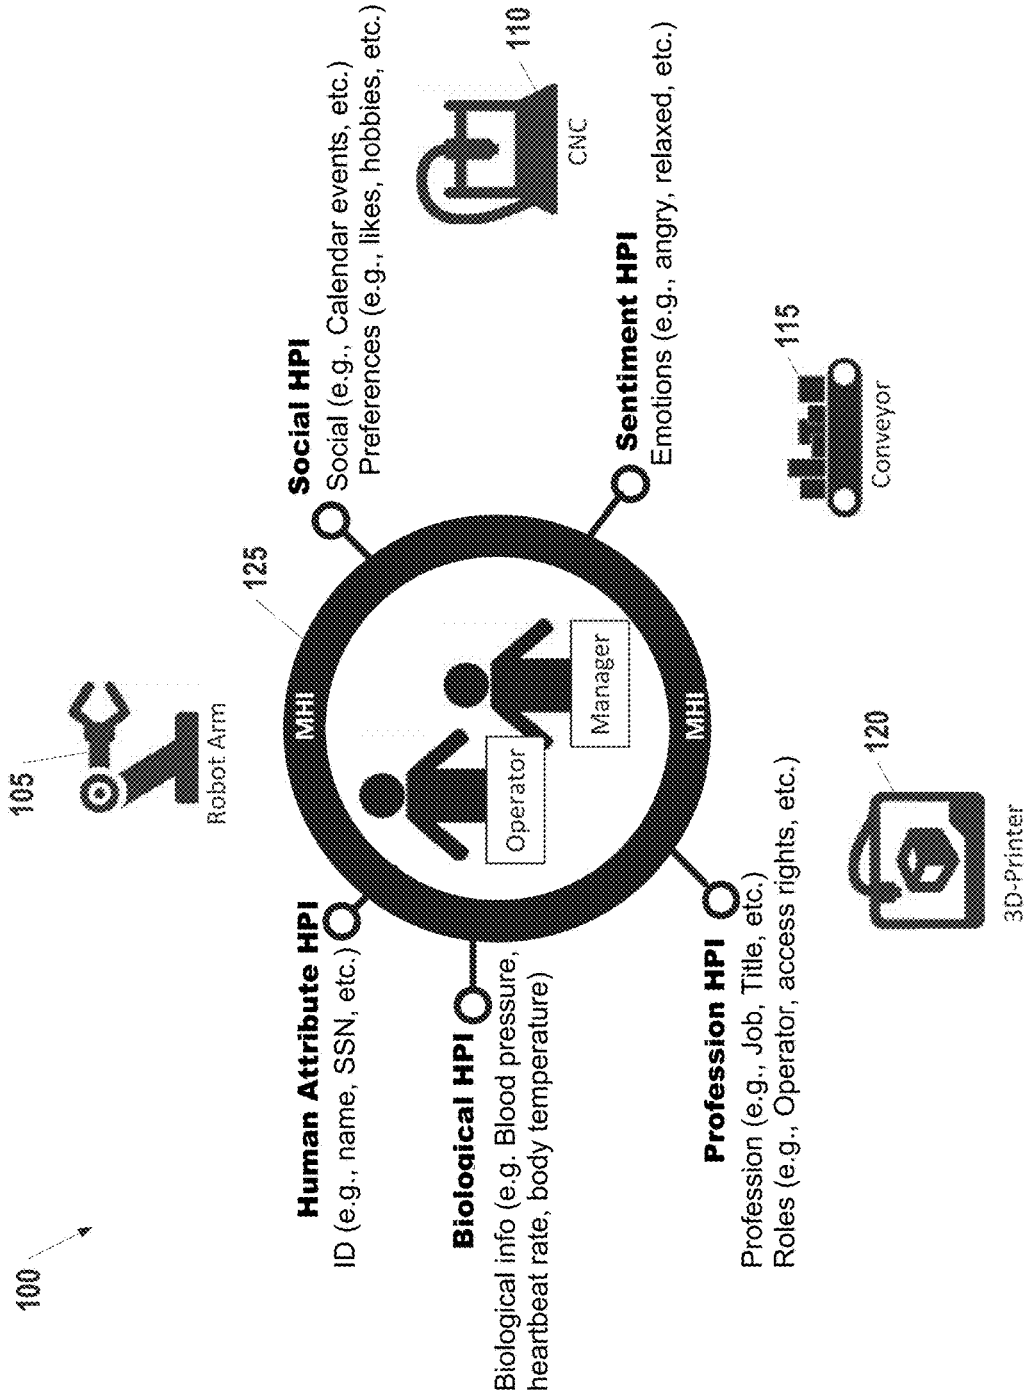 100
105
Robot Arm
125
MHI
Operator
Manager
MHI
Human Attribute HPI
ID (e.g., name, SSN, etc.)
Biological HPI
Biological info (e.g. Blood pressure,
heartbeat rate, body temperature)
Profession HPI
Profession (e.g., Job, Title, etc.)
Roles (e.g., Operator, access rights, etc.)
Social HPI
Social (e.g., Calendar events, etc.)
Preferences (e.g., likes, hobbies, etc.)
110
CNC
Sentiment HPI
Emotions (e.g., angry, relaxed, etc.)
115
Conveyor
120
3D-Printer